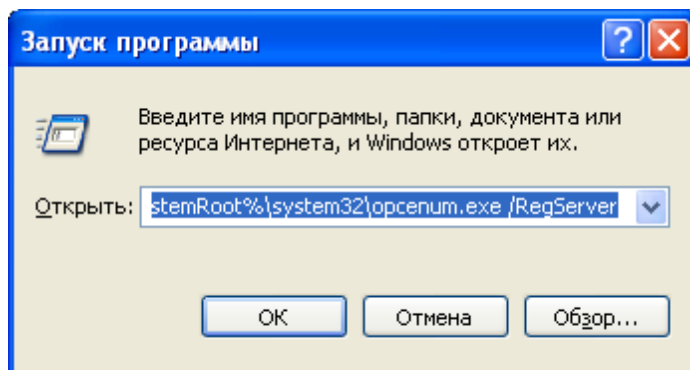 Запуск программы
Введите имя программы, папки, документа или
ресурса Интернета, и Windows откроет их.
Открыть: stemRoot%\system32\opcenum.exe /RegServer
ОК Отмена Обзор...